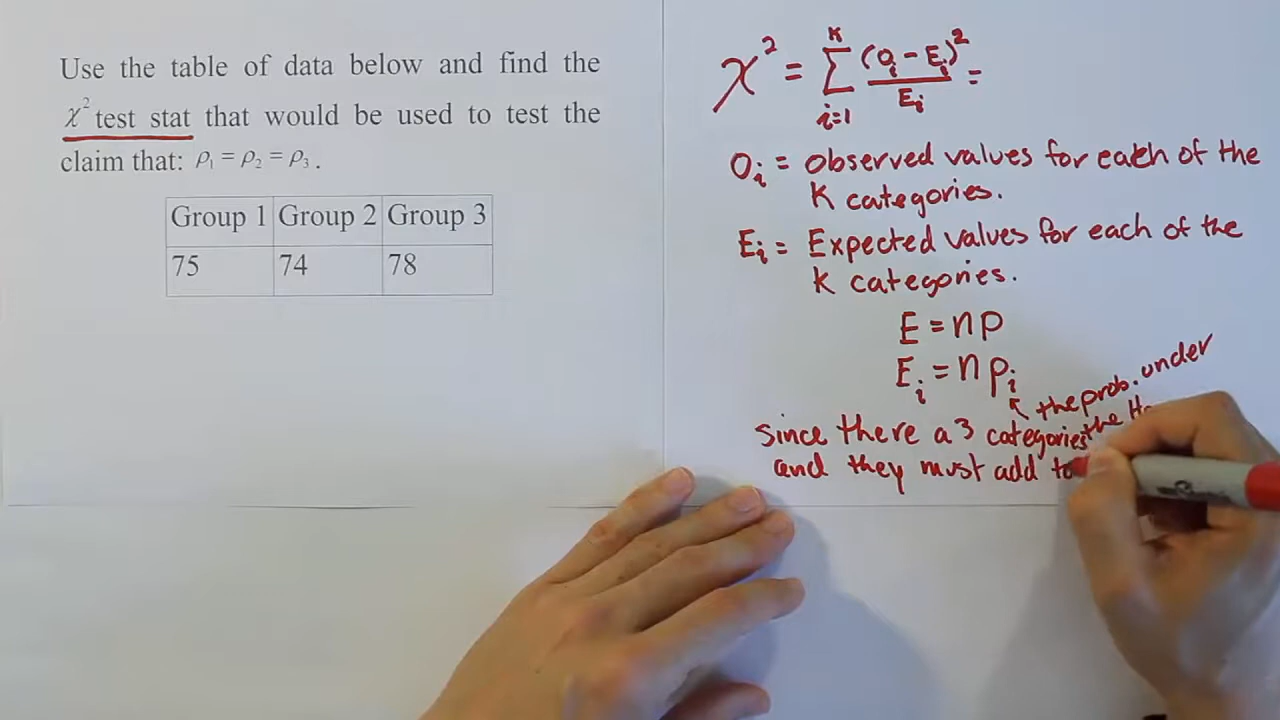 Use the table of data below and find the
χ² test stat that would be used to test the
claim that: ρ₁ = ρ₂ = ρ₃.
Group 1 Group 2 Group 3
75 74 78
χ² = K Σ i=1 (Oᵢ - Eᵢ)² / Eᵢ =
Oᵢ = observed values for each of the
K categories.
Eᵢ = Expected values for each of the
K categories.
E = np
Eᵢ = npᵢ
the prob. under
the
Since there a 3 categories
and they must add to